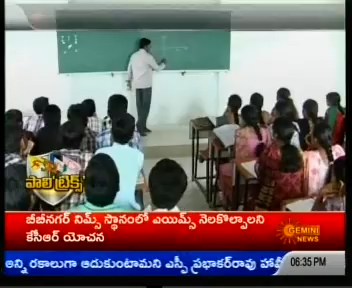 పాలిట్రిక్స్
బీబీనగర్ నిమ్స్ స్థానంలో ఎయిమ్స్ నెలకొల్పాలని
కేసీఆర్ యోచన
GEMINI
NEWS
అన్ని రకాలుగా ఆదుకుంటామని ఎస్పీ ప్రభాకర్‌రావు హామీ
06:35 PM